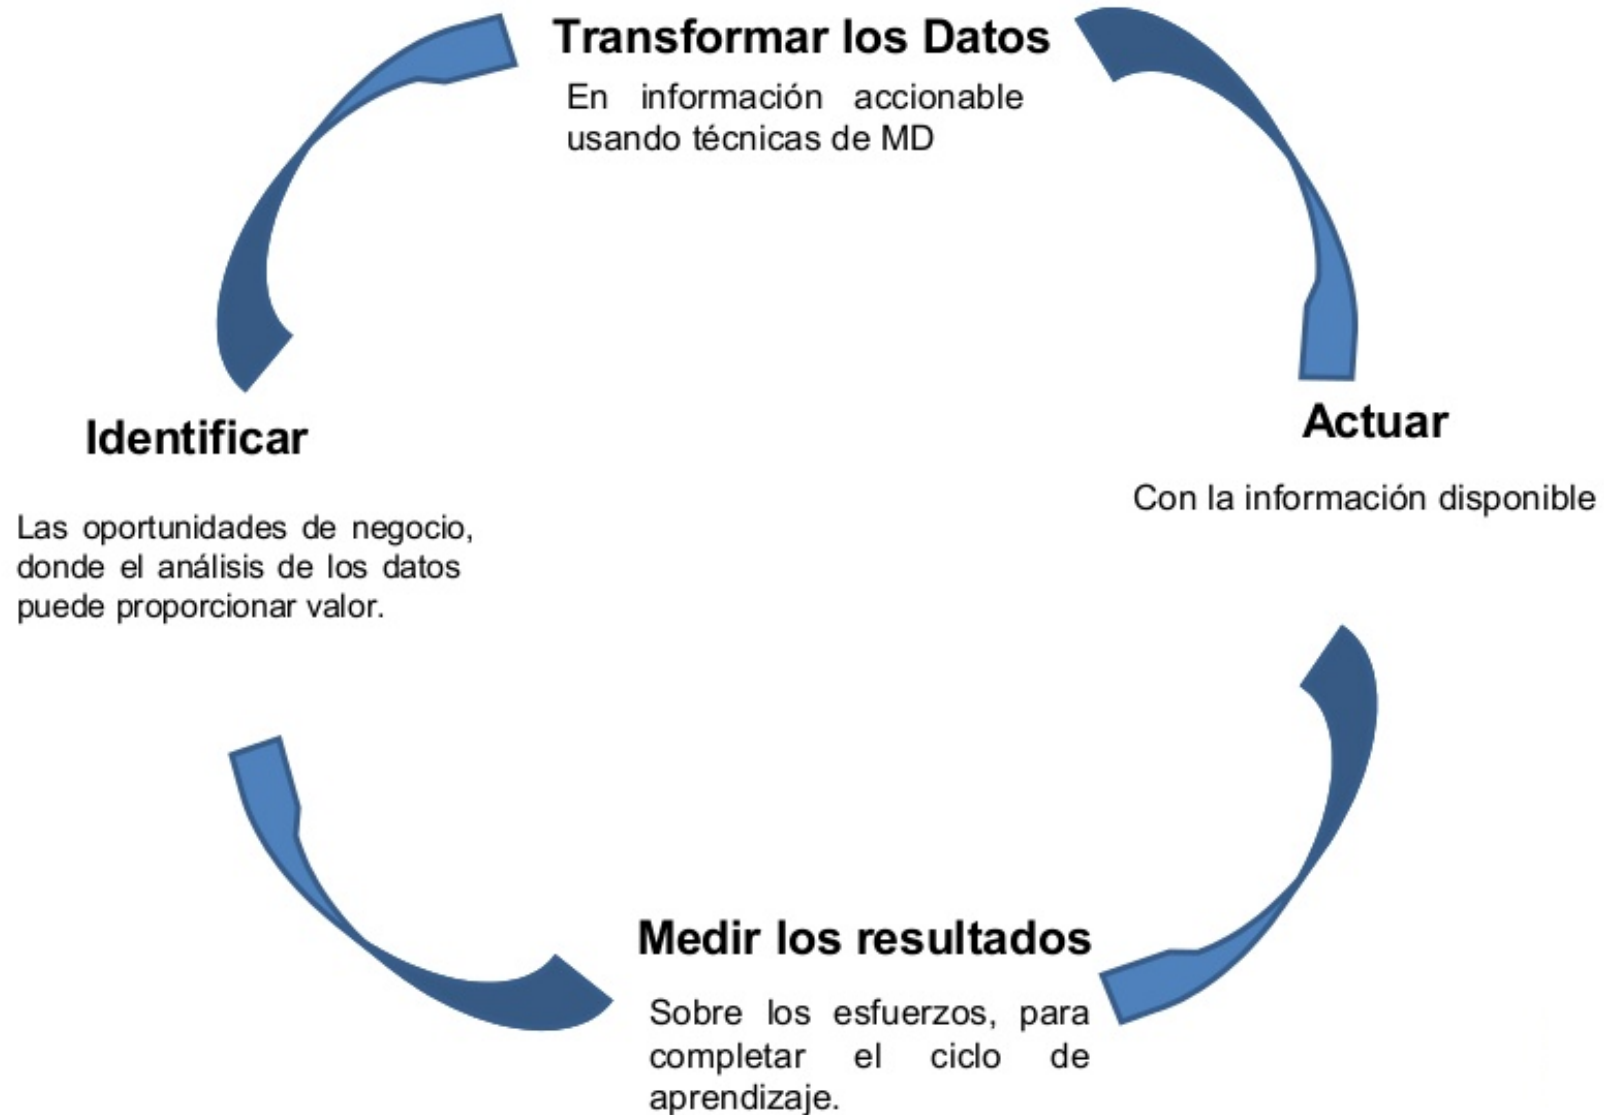 Transformar los Datos
En información accionable
usando técnicas de MD
Identificar
Las oportunidades de negocio,
donde el análisis de los datos
puede proporcionar valor.
Actuar
Con la información disponible
Medir los resultados
Sobre los esfuerzos, para
completar el ciclo de
aprendizaje.